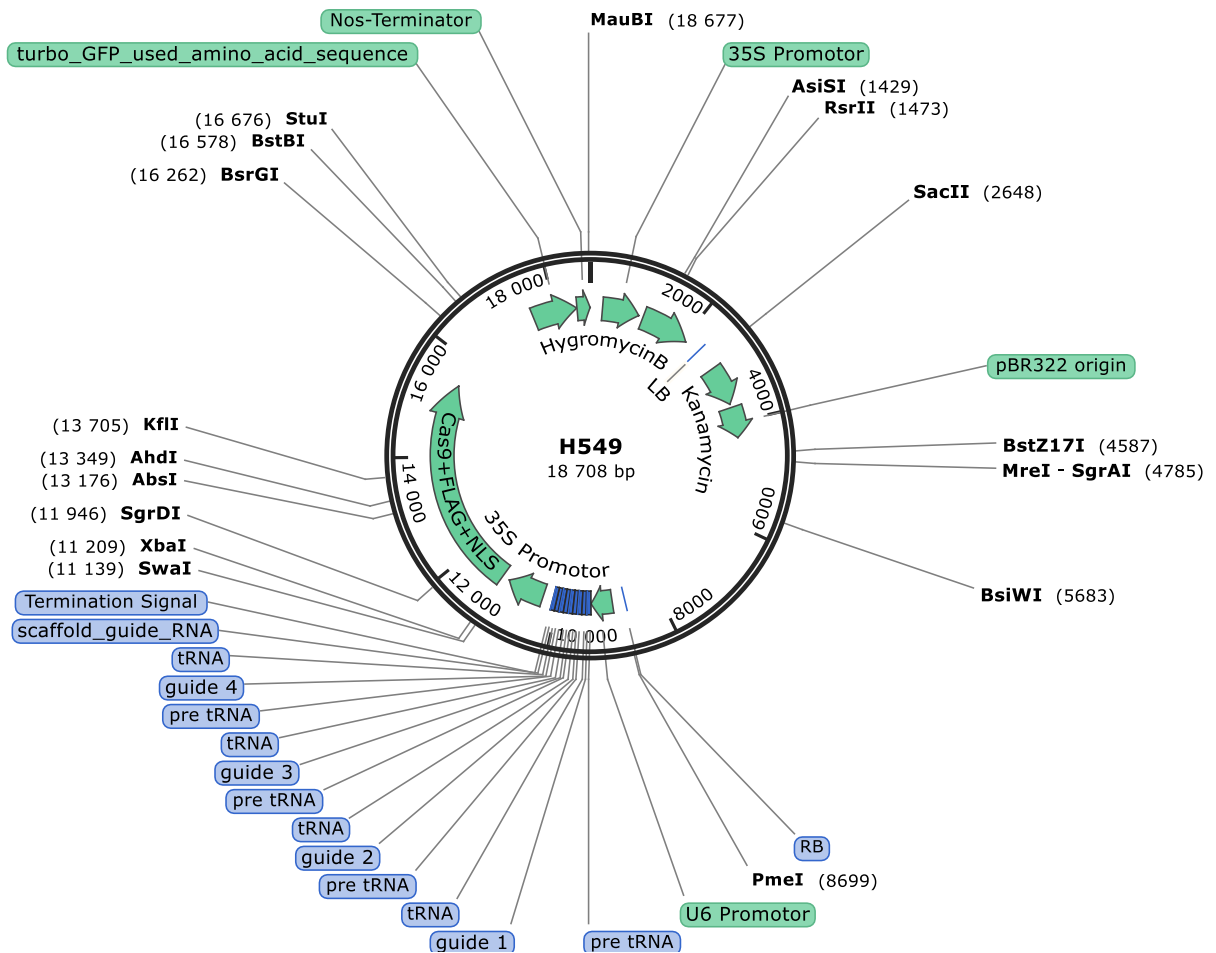 Nos-Terminator
MauBI (18 677)
turbo_GFP_used_amino_acid_sequence
35S Promotor
AsiSI (1429)
RsrII (1473)
(16 676) StuI
(16 578) BstBI
(16 262) BsrGI
SacII (2648)
18 000
2000
HygromycinB
LB
16 000
4000
pBR322 origin
Kanamycin
(13 705) KflI
H549
18 708 bp
BstZ17I (4587)
(13 349) AhdI
MreI - SgrAI (4785)
(13 176) AbsI
14 000
Cas9+FLAG+NLS
6000
(11 946) SgrDI
35S Promotor
(11 209) XbaI
(11 139) SwaI
12 000
BsiWI (5683)
8000
10 000
Termination Signal
scaffold_guide_RNA
tRNA
guide 4
pre tRNA
tRNA
guide 3
pre tRNA
tRNA
guide 2
pre tRNA
tRNA
guide 1
pre tRNA
RB
PmeI (8699)
U6 Promotor